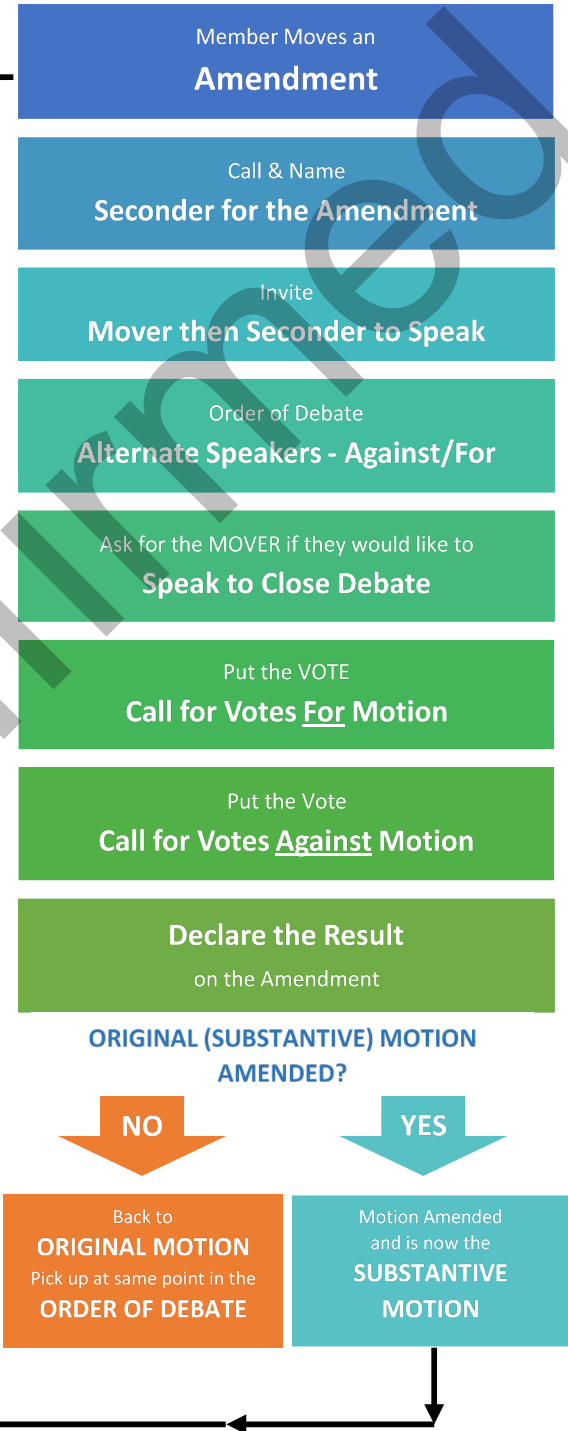 Member Moves an
Amendment
Call & Name
Seconder for the Amendment
Invite
Mover then Seconder to Speak
Order of Debate
Alternate Speakers - Against/For
Ask for the MOVER if they would like to
Speak to Close Debate
Put the VOTE
Call for Votes For Motion
Put the Vote
Call for Votes Against Motion
Declare the Result
on the Amendment
ORIGINAL (SUBSTANTIVE) MOTION
AMENDED?
NO
YES
Back to
ORIGINAL MOTION
Pick up at same point in the
ORDER OF DEBATE
Motion Amended
and is now the
SUBSTANTIVE
MOTION